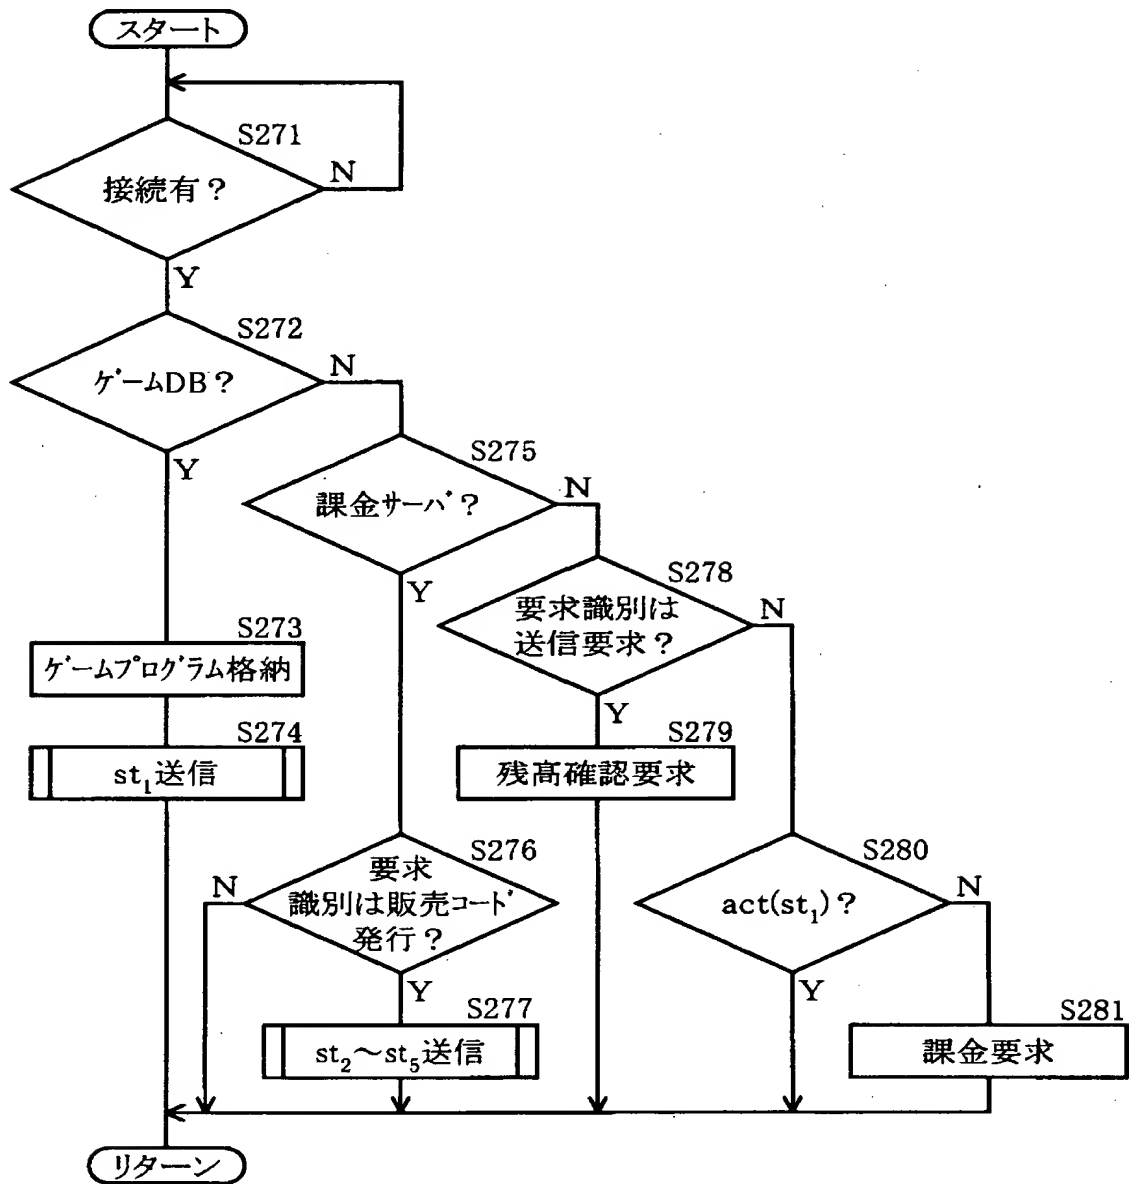 スタート
S271
接続有？
N
Y
S272
ゲームDB？
N
Y
S275
課金サーバ？
N
Y
S278
要求識別は
送信要求？
N
Y
S273
ゲームプログラム格納
S274
st₁送信
S279
残高確認要求
S276
要求
識別は販売コード
発行？
N
Y
S280
act(st₁)？
N
Y
S277
st₂～st₅送信
S281
課金要求
リターン